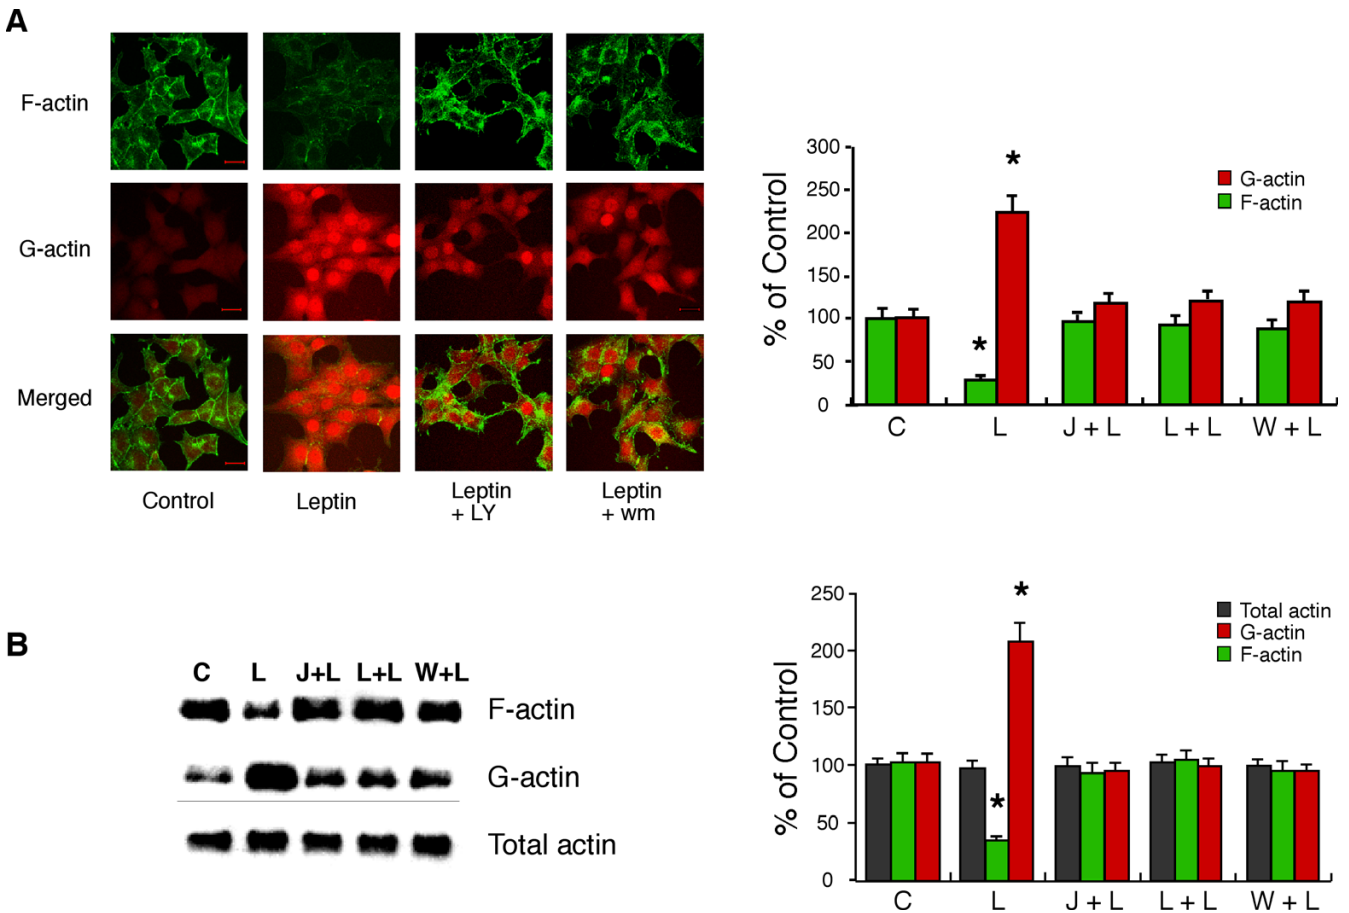 A
F-actin
G-actin
Merged
Control
Leptin
Leptin
+ LY
Leptin
+ wm
% of Control
300
250
200
150
100
50
0
*
*
G-actin
F-actin
C
L
J + L
L + L
W + L
B
C L J+L L+L W+L
F-actin
G-actin
Total actin
% of Control
250
200
150
100
50
0
*
*
Total actin
G-actin
F-actin
C
L
J + L
L + L
W + L